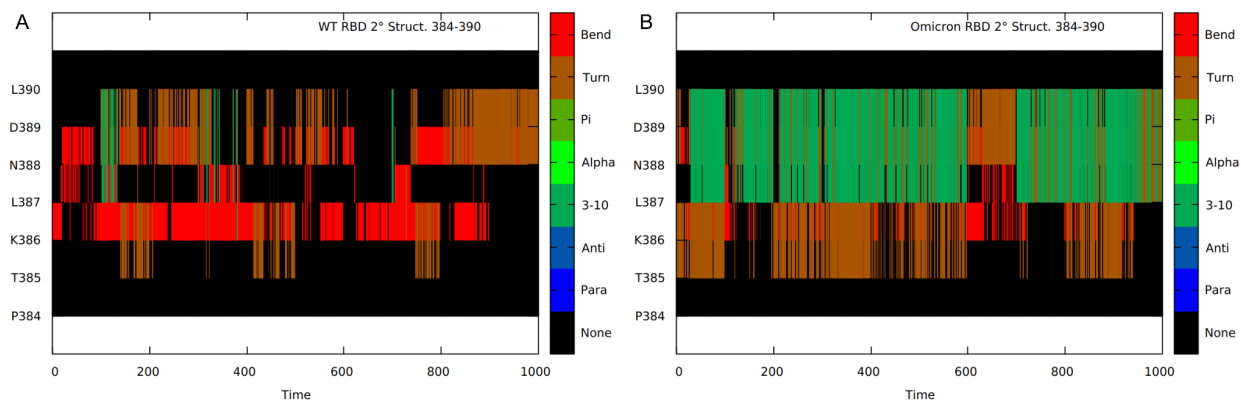 A
WT RBD 2° Struct. 384-390
L390
D389
N388
L387
K386
T385
P384
0 200 400 600 800 1000
Time
Bend
Turn
Pi
Alpha
3-10
Anti
Para
None
B
Omicron RBD 2° Struct. 384-390
L390
D389
N388
L387
K386
T385
P384
0 200 400 600 800 1000
Time
Bend
Turn
Pi
Alpha
3-10
Anti
Para
None